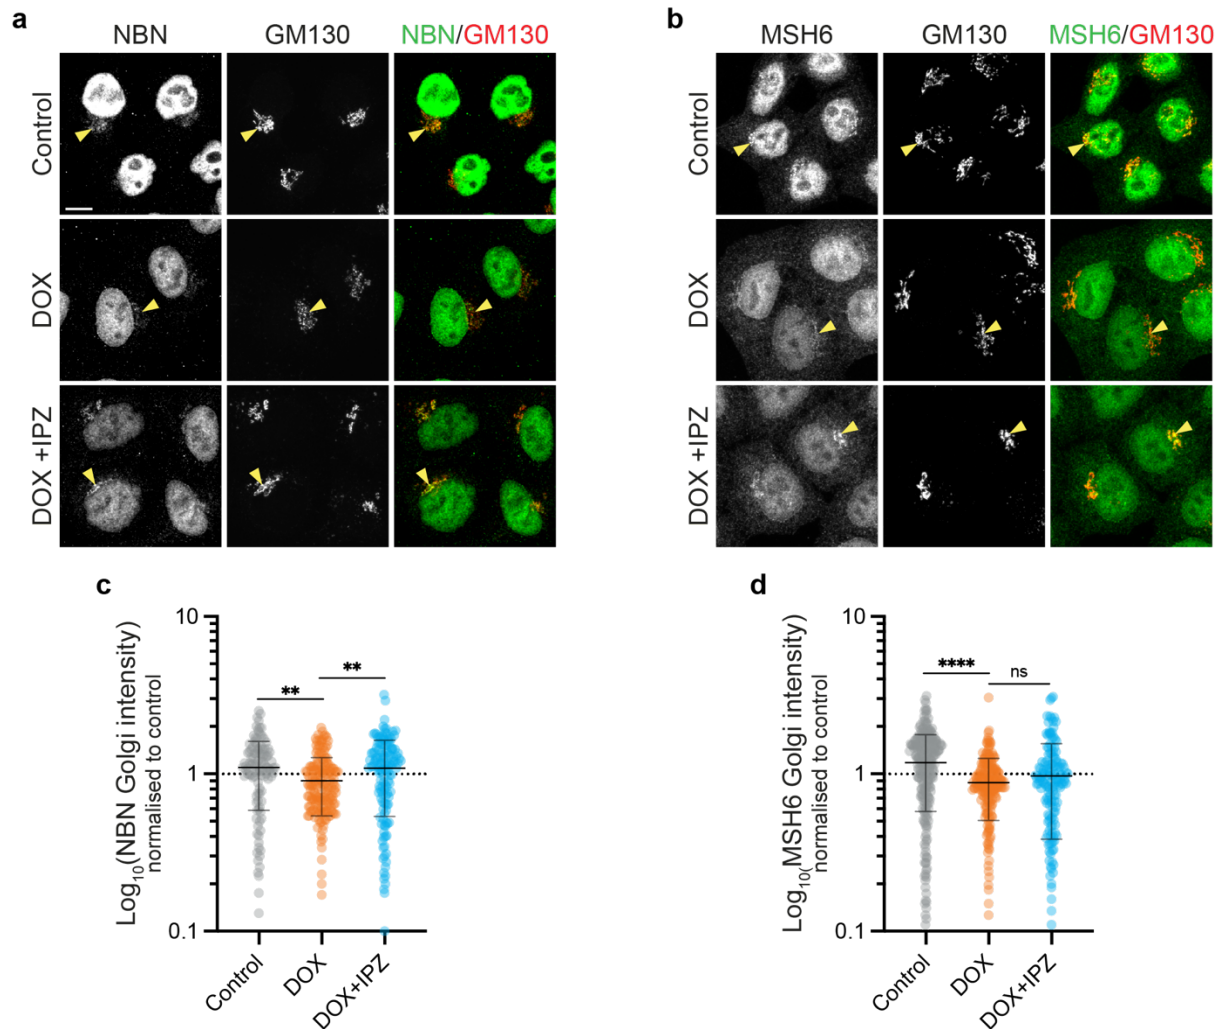 a
NBN
GM130
NBN/GM130
Control
DOX
DOX +IPZ
b
MSH6
GM130
MSH6/GM130
Control
DOX
DOX +IPZ
c
Log10(NBN Golgi intensity)
normalised to control
10
1
0.1
**
**
Control
DOX
DOX+IPZ
d
Log10(MSH6 Golgi intensity)
normalised to control
10
1
0.1
****
ns
Control
DOX
DOX+IPZ